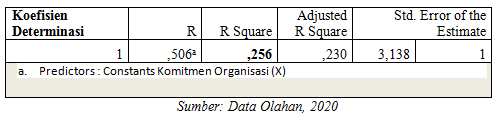 Koefisien Determinasi R R Square Adjusted R Square Std. Error of the Estimate
1 ,506ᵃ ,256 ,230 3,138 1
a. Predictors : Constants Komitmen Organisasi (X)
Sumber: Data Olahan, 2020